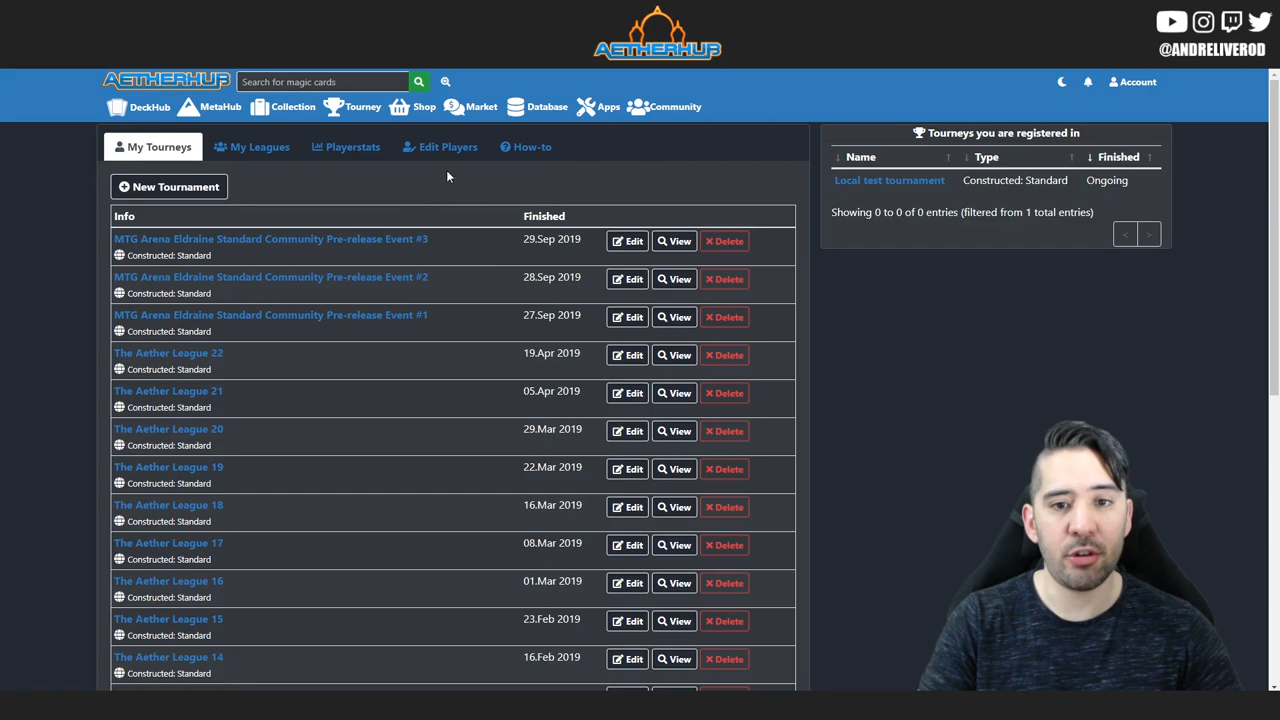 AETHERHUB
@ANDRELIVEROD
AETHERHUB
Search for magic cards
Account
DeckHub
MetaHub
Collection
Tourney
Shop
Market
Database
Apps
Community
My Tourneys
My Leagues
Playerstats
Edit Players
How-to
New Tournament
Info Finished
MTG Arena Eldraine Standard Community Pre-release Event #3 29.Sep 2019 Edit View Delete
Constructed: Standard
MTG Arena Eldraine Standard Community Pre-release Event #2 28.Sep 2019 Edit View Delete
Constructed: Standard
MTG Arena Eldraine Standard Community Pre-release Event #1 27.Sep 2019 Edit View Delete
Constructed: Standard
The Aether League 22 19.Apr 2019 Edit View Delete
Constructed: Standard
The Aether League 21 05.Apr 2019 Edit View Delete
Constructed: Standard
The Aether League 20 29.Mar 2019 Edit View Delete
Constructed: Standard
The Aether League 19 22.Mar 2019 Edit View Delete
Constructed: Standard
The Aether League 18 16.Mar 2019 Edit View Delete
Constructed: Standard
The Aether League 17 08.Mar 2019 Edit View Delete
Constructed: Standard
The Aether League 16 01.Mar 2019 Edit View Delete
Constructed: Standard
The Aether League 15 23.Feb 2019 Edit View Delete
Constructed: Standard
The Aether League 14 16.Feb 2019 Edit View Delete
Constructed: Standard
Tourneys you are registered in
Name Type Finished
Local test tournament Constructed: Standard Ongoing
Showing 0 to 0 of 0 entries (filtered from 1 total entries)
< >